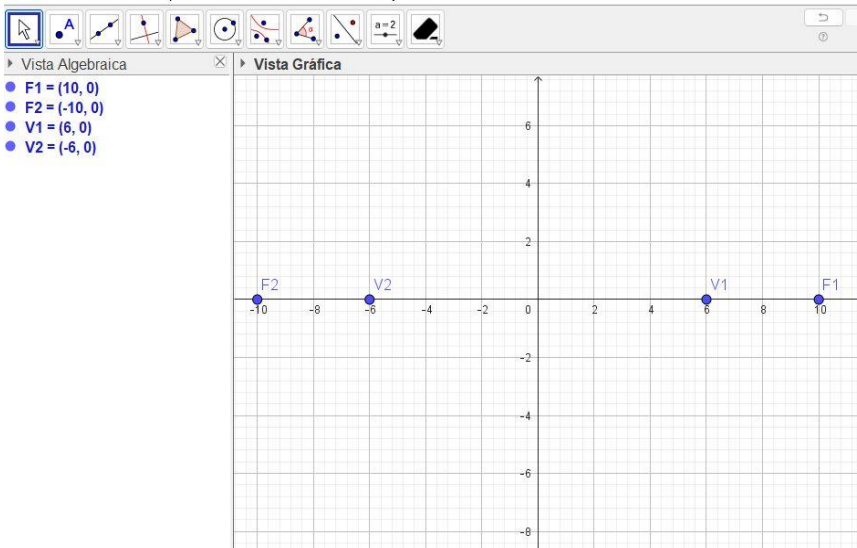 A
α
a=2
Vista Algebraica
Vista Gráfica
F1 = (10, 0)
F2 = (-10, 0)
V1 = (6, 0)
V2 = (-6, 0)
6
4
2
F2 V2 V1 F1
-10 -8 -6 -4 -2 0 2 4 6 8 10
-2
-4
-6
-8